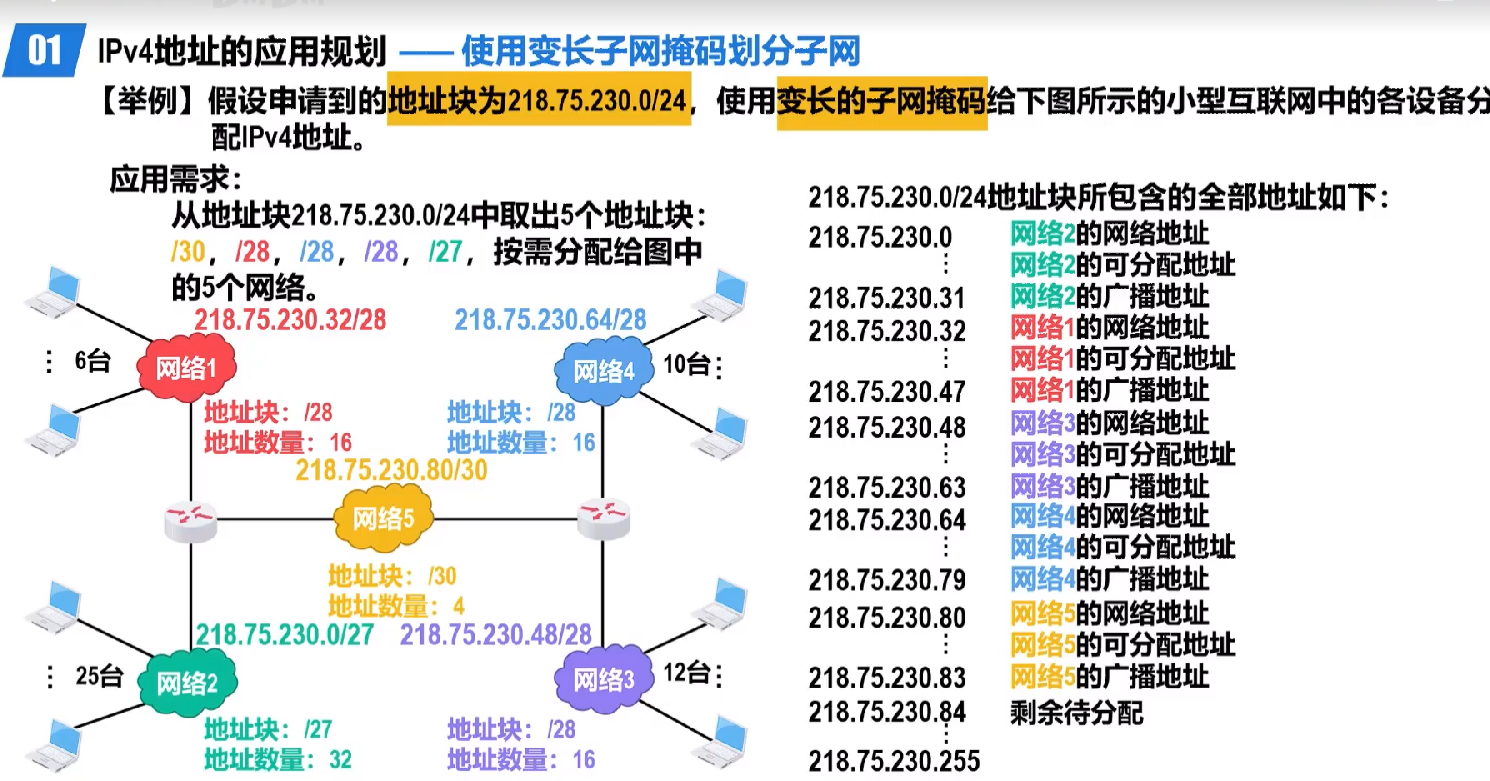 01 IPv4地址的应用规划 —— 使用变长子网掩码划分子网
【举例】假设申请到的地址块为218.75.230.0/24，使用变长的子网掩码给下图所示的小型互联网中的各设备分
配IPv4地址。
应用需求：
从地址块218.75.230.0/24中取出5个地址块：
/30，/28，/28，/28，/27，按需分配给图中
的5个网络。
218.75.230.32/28
218.75.230.64/28
⋮ 6台
网络1
网络4
10台⋮
地址块：/28
地址数量：16
地址块：/28
地址数量：16
218.75.230.80/30
网络5
地址块：/30
地址数量：4
218.75.230.0/27
218.75.230.48/28
⋮ 25台
网络2
网络3
12台⋮
地址块：/27
地址数量：32
地址块：/28
地址数量：16
218.75.230.0/24地址块所包含的全部地址如下：
218.75.230.0 网络2的网络地址
⋮ 网络2的可分配地址
218.75.230.31 网络2的广播地址
218.75.230.32 网络1的网络地址
⋮ 网络1的可分配地址
218.75.230.47 网络1的广播地址
218.75.230.48 网络3的网络地址
⋮ 网络3的可分配地址
218.75.230.63 网络3的广播地址
218.75.230.64 网络4的网络地址
⋮ 网络4的可分配地址
218.75.230.79 网络4的广播地址
218.75.230.80 网络5的网络地址
⋮ 网络5的可分配地址
218.75.230.83 网络5的广播地址
218.75.230.84 剩余待分配
⋮
218.75.230.255